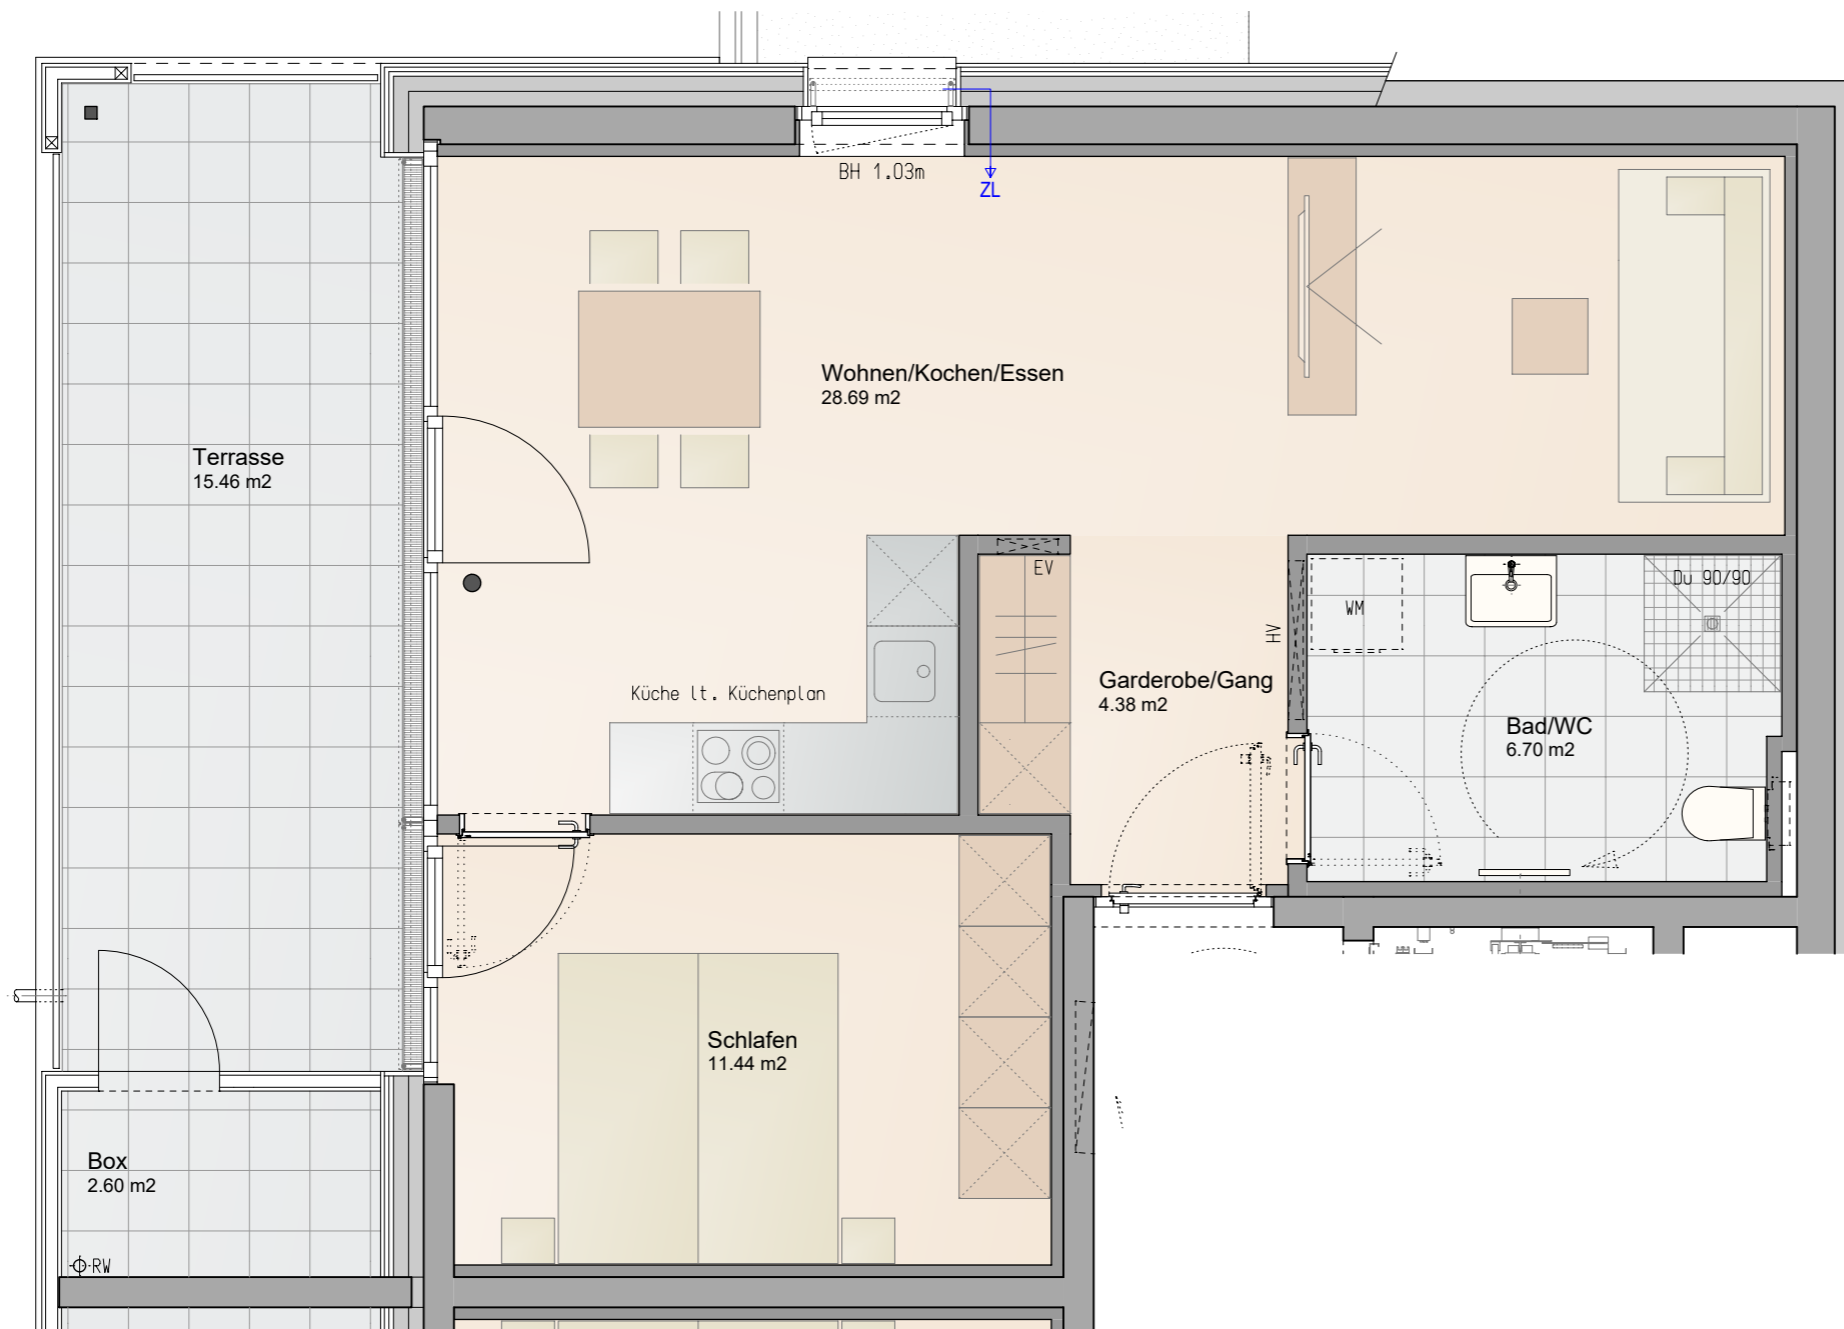 BH 1.03m
ZL
Wohnen/Kochen/Essen
28.69 m2
Terrasse
15.46 m2
EV
Du 90/90
WM
HV
Küche lt. Küchenplan
Garderobe/Gang
4.38 m2
Bad/WC
6.70 m2
Schlafen
11.44 m2
Box
2.60 m2
RW